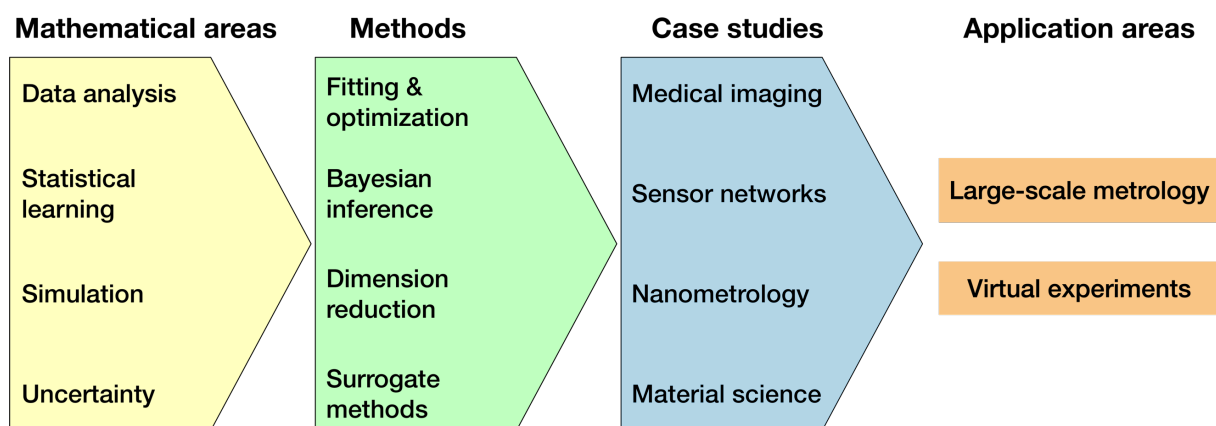 Mathematical areas
Data analysis
Statistical
learning
Simulation
Uncertainty
Methods
Fitting &
optimization
Bayesian
inference
Dimension
reduction
Surrogate
methods
Case studies
Medical imaging
Sensor networks
Nanometrology
Material science
Application areas
Large-scale metrology
Virtual experiments